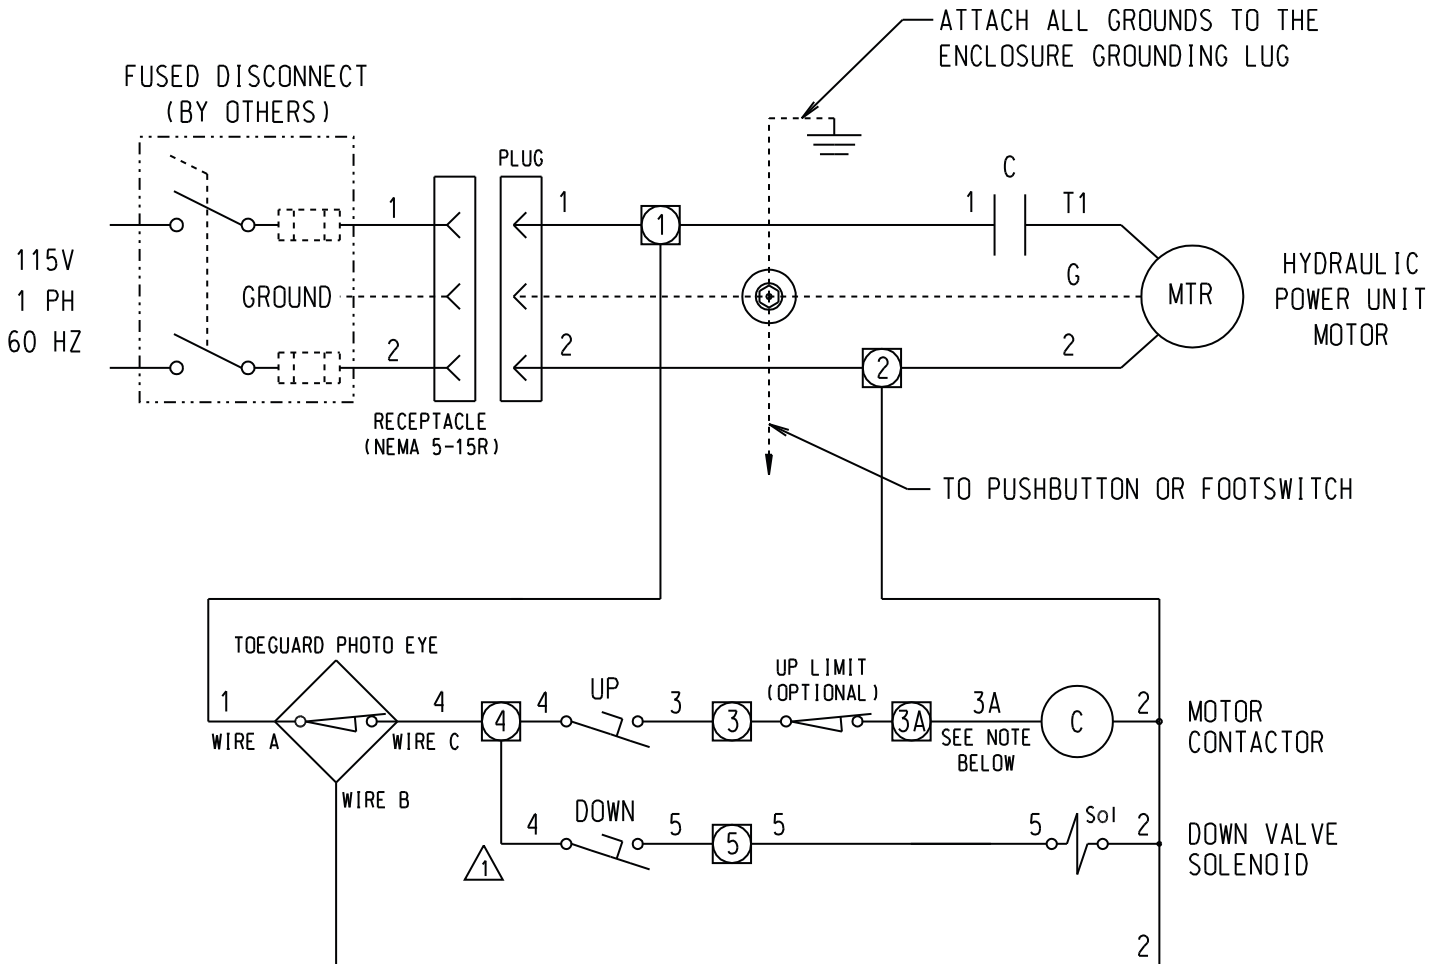 ATTACH ALL GROUNDS TO THE
ENCLOSURE GROUNDING LUG
FUSED DISCONNECT
(BY OTHERS)
PLUG
C
1
1
1
1
T1
115V
1 PH
60 HZ
GROUND
G
MTR
HYDRAULIC
POWER UNIT
MOTOR
2
2
2
2
RECEPTACLE
(NEMA 5-15R)
TO PUSHBUTTON OR FOOTSWITCH
TOEGUARD PHOTO EYE
UP LIMIT
(OPTIONAL)
1
4
4
4
UP
3
3
3A
3A
C
2
MOTOR
CONTACTOR
WIRE A
WIRE C
SEE NOTE
BELOW
WIRE B
4
DOWN
5
5
5
5
Sol
2
DOWN VALVE
SOLENOID
1
2